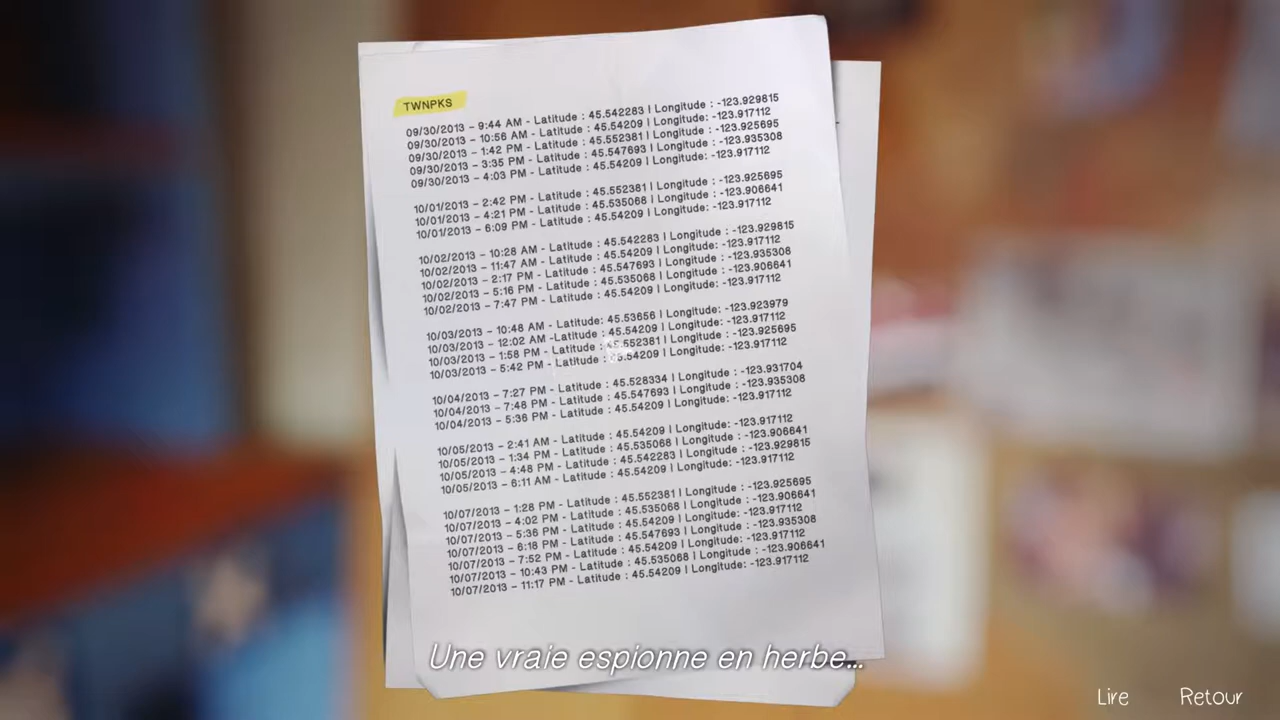 TWNPKS
09/30/2013 - 9:44 AM - Latitude : 45.542283 | Longitude : -123.929815
09/30/2013 - 10:56 AM - Latitude : 45.54209 | Longitude: -123.917112
09/30/2013 - 1:42 PM - Latitude : 45.552381 | Longitude : -123.925695
09/30/2013 - 3:35 PM - Latitude : 45.547693 | Longitude : -123.935308
09/30/2013 - 4:03 PM - Latitude : 45.54209 | Longitude: -123.917112
10/01/2013 - 2:42 PM - Latitude : 45.552381 | Longitude : -123.925695
10/01/2013 - 4:21 PM - Latitude : 45.535068 | Longitude : -123.906641
10/01/2013 - 6:09 PM - Latitude : 45.54209 | Longitude: -123.917112
10/02/2013 - 10:28 AM - Latitude : 45.542283 | Longitude : -123.929815
10/02/2013 - 11:47 AM - Latitude : 45.54209 | Longitude: -123.917112
10/02/2013 - 2:17 PM - Latitude : 45.547693 | Longitude : -123.935308
10/02/2013 - 5:16 PM - Latitude : 45.535068 | Longitude : -123.906641
10/02/2013 - 7:47 PM - Latitude : 45.54209 | Longitude: -123.917112
10/03/2013 - 10:48 AM - Latitude: 45.53656 | Longitude : -123.923979
10/03/2013 - 12:02 AM -Latitude : 45.54209 | Longitude: -123.917112
10/03/2013 - 1:58 PM - Latitude : 45.552381 | Longitude : -123.925695
10/03/2013 - 5:42 PM - Latitude : 45.54209 | Longitude: -123.917112
10/04/2013 - 7:27 PM - Latitude : 45.528334 | Longitude : -123.931704
10/04/2013 - 7:48 PM - Latitude : 45.547693 | Longitude : -123.935308
10/04/2013 - 5:36 PM - Latitude : 45.54209 | Longitude: -123.917112
10/05/2013 - 2:41 AM - Latitude : 45.54209 | Longitude: -123.917112
10/05/2013 - 1:34 PM - Latitude : 45.535068 | Longitude : -123.906641
10/05/2013 - 4:48 PM - Latitude : 45.542283 | Longitude : -123.929815
10/05/2013 - 6:11 AM - Latitude : 45.54209 | Longitude: -123.917112
10/07/2013 - 1:28 PM - Latitude : 45.552381 | Longitude : -123.925695
10/07/2013 - 4:02 PM - Latitude : 45.535068 | Longitude : -123.906641
10/07/2013 - 5:36 PM - Latitude : 45.54209 | Longitude: -123.917112
10/07/2013 - 6:18 PM - Latitude : 45.547693 | Longitude : -123.935308
10/07/2013 - 7:52 PM - Latitude : 45.54209 | Longitude: -123.917112
10/07/2013 - 10:43 PM - Latitude : 45.535068 | Longitude : -123.906641
10/07/2013 - 11:17 PM - Latitude : 45.54209 | Longitude: -123.917112
Une vraie espionne en herbe...
Lire Retour